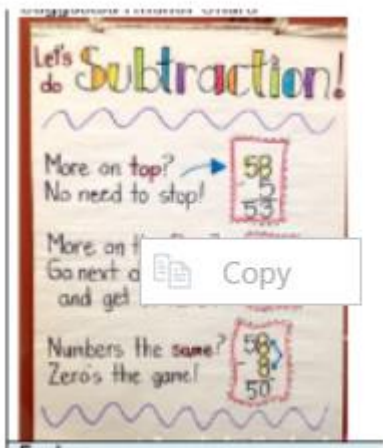 Let's
do Subtraction!
More on top?
No need to stop!
58
- 5
53
More on
Go next
and get
Copy
Numbers the same?
Zero's the game!
58
- 8
50